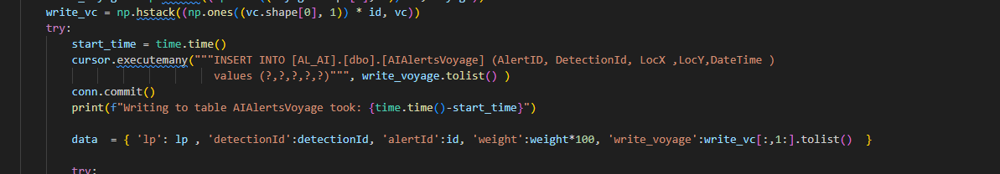 write_vc = np.hstack((np.ones((vc.shape[0], 1)) * id, vc))
try:
start_time = time.time()
cursor.executemany("""INSERT INTO [AL_AI].[dbo].[AIAlertsVoyage] (AlertID, DetectionId, LocX ,LocY,DateTime )
values (?,?,?,?,?)""", write_voyage.tolist() )
conn.commit()
print(f"Writing to table AIAlertsVoyage took: {time.time()-start_time}")
data = { 'lp': lp , 'detectionId':detectionId, 'alertId':id, 'weight':weight*100, 'write_voyage':write_vc[:,1:].tolist() }
try: